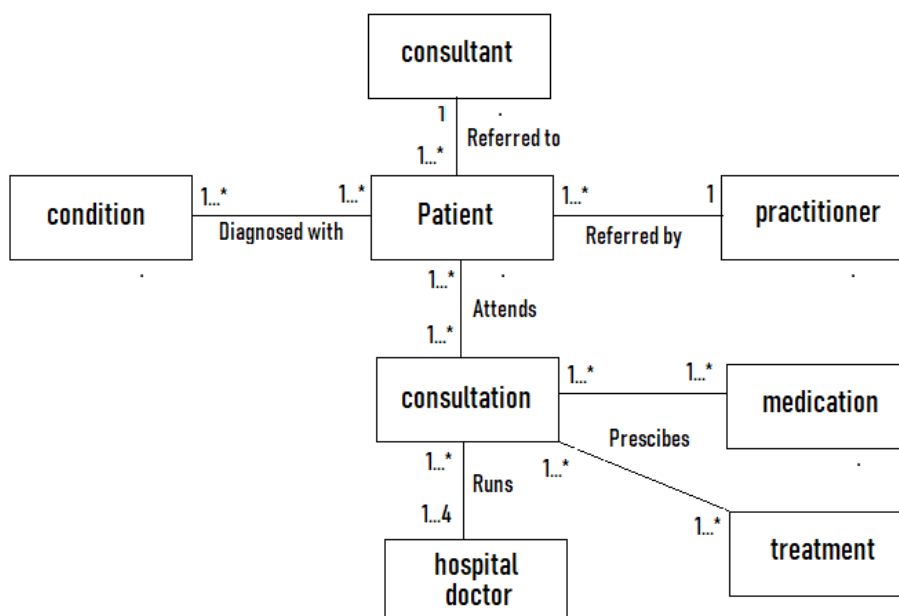 consultant
1
Referred to
1...*
condition
1...*
1...*
Diagnosed with
Patient
1...*
1
Referred by
practitioner
1...*
Attends
1...*
consultation
1...*
1...*
medication
Prescibes
1...*
1...*
treatment
1...*
Runs
1...4
hospital
doctor